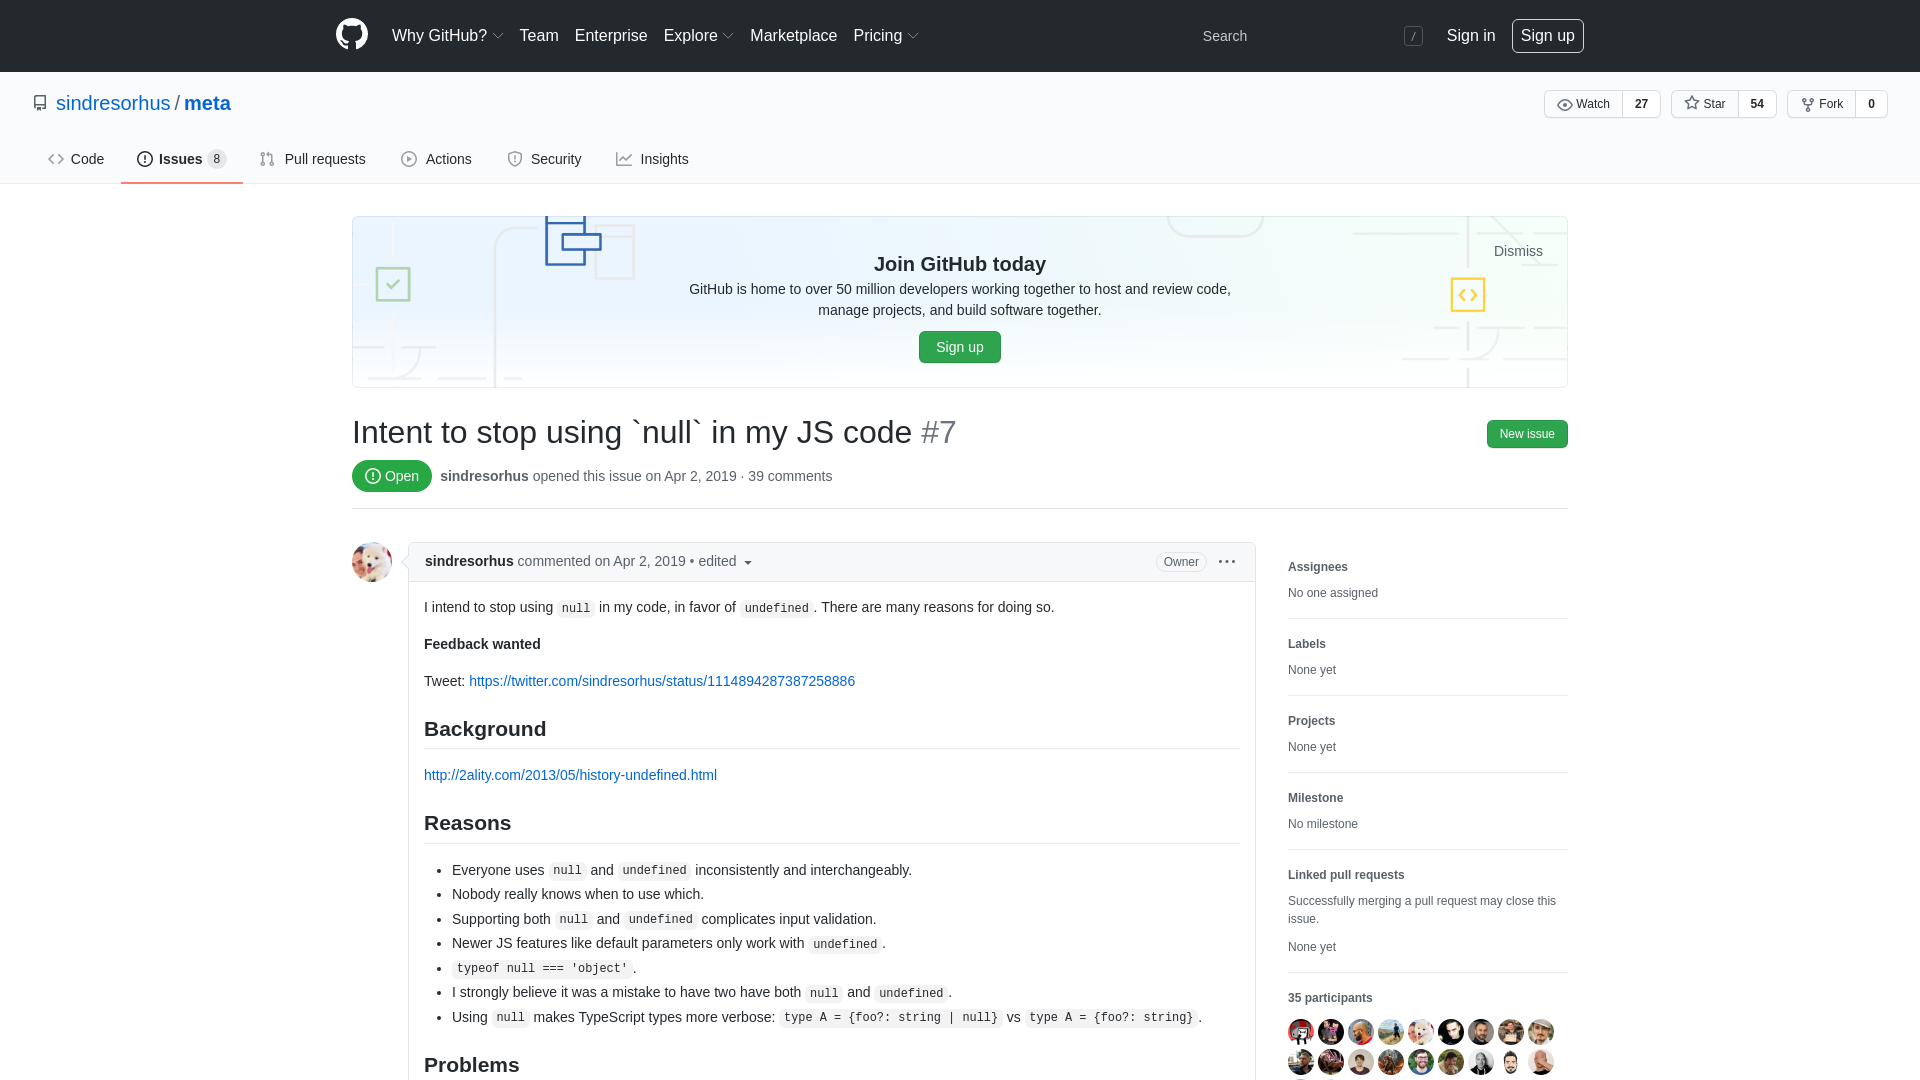 Why GitHub? Team Enterprise Explore Marketplace Pricing Search / Sign in Sign up
sindresorhus / meta Watch 27 Star 54 Fork 0
Code Issues 8 Pull requests Actions Security Insights
Dismiss
Join GitHub today
GitHub is home to over 50 million developers working together to host and review code,
manage projects, and build software together.
Sign up
Intent to stop using `null` in my JS code #7
New issue
Open sindresorhus opened this issue on Apr 2, 2019 · 39 comments
sindresorhus commented on Apr 2, 2019 • edited Owner
I intend to stop using null in my code, in favor of undefined. There are many reasons for doing so.
Feedback wanted
Tweet: https://twitter.com/sindresorhus/status/1114894287387258886
Background
http://2ality.com/2013/05/history-undefined.html
Reasons
• Everyone uses null and undefined inconsistently and interchangeably.
• Nobody really knows when to use which.
• Supporting both null and undefined complicates input validation.
• Newer JS features like default parameters only work with undefined.
• typeof null === 'object'.
• I strongly believe it was a mistake to have two have both null and undefined.
• Using null makes TypeScript types more verbose: type A = {foo?: string | null} vs type A = {foo?: string}.
Problems
Assignees
No one assigned
Labels
None yet
Projects
None yet
Milestone
No milestone
Linked pull requests
Successfully merging a pull request may close this
issue.
None yet
35 participants